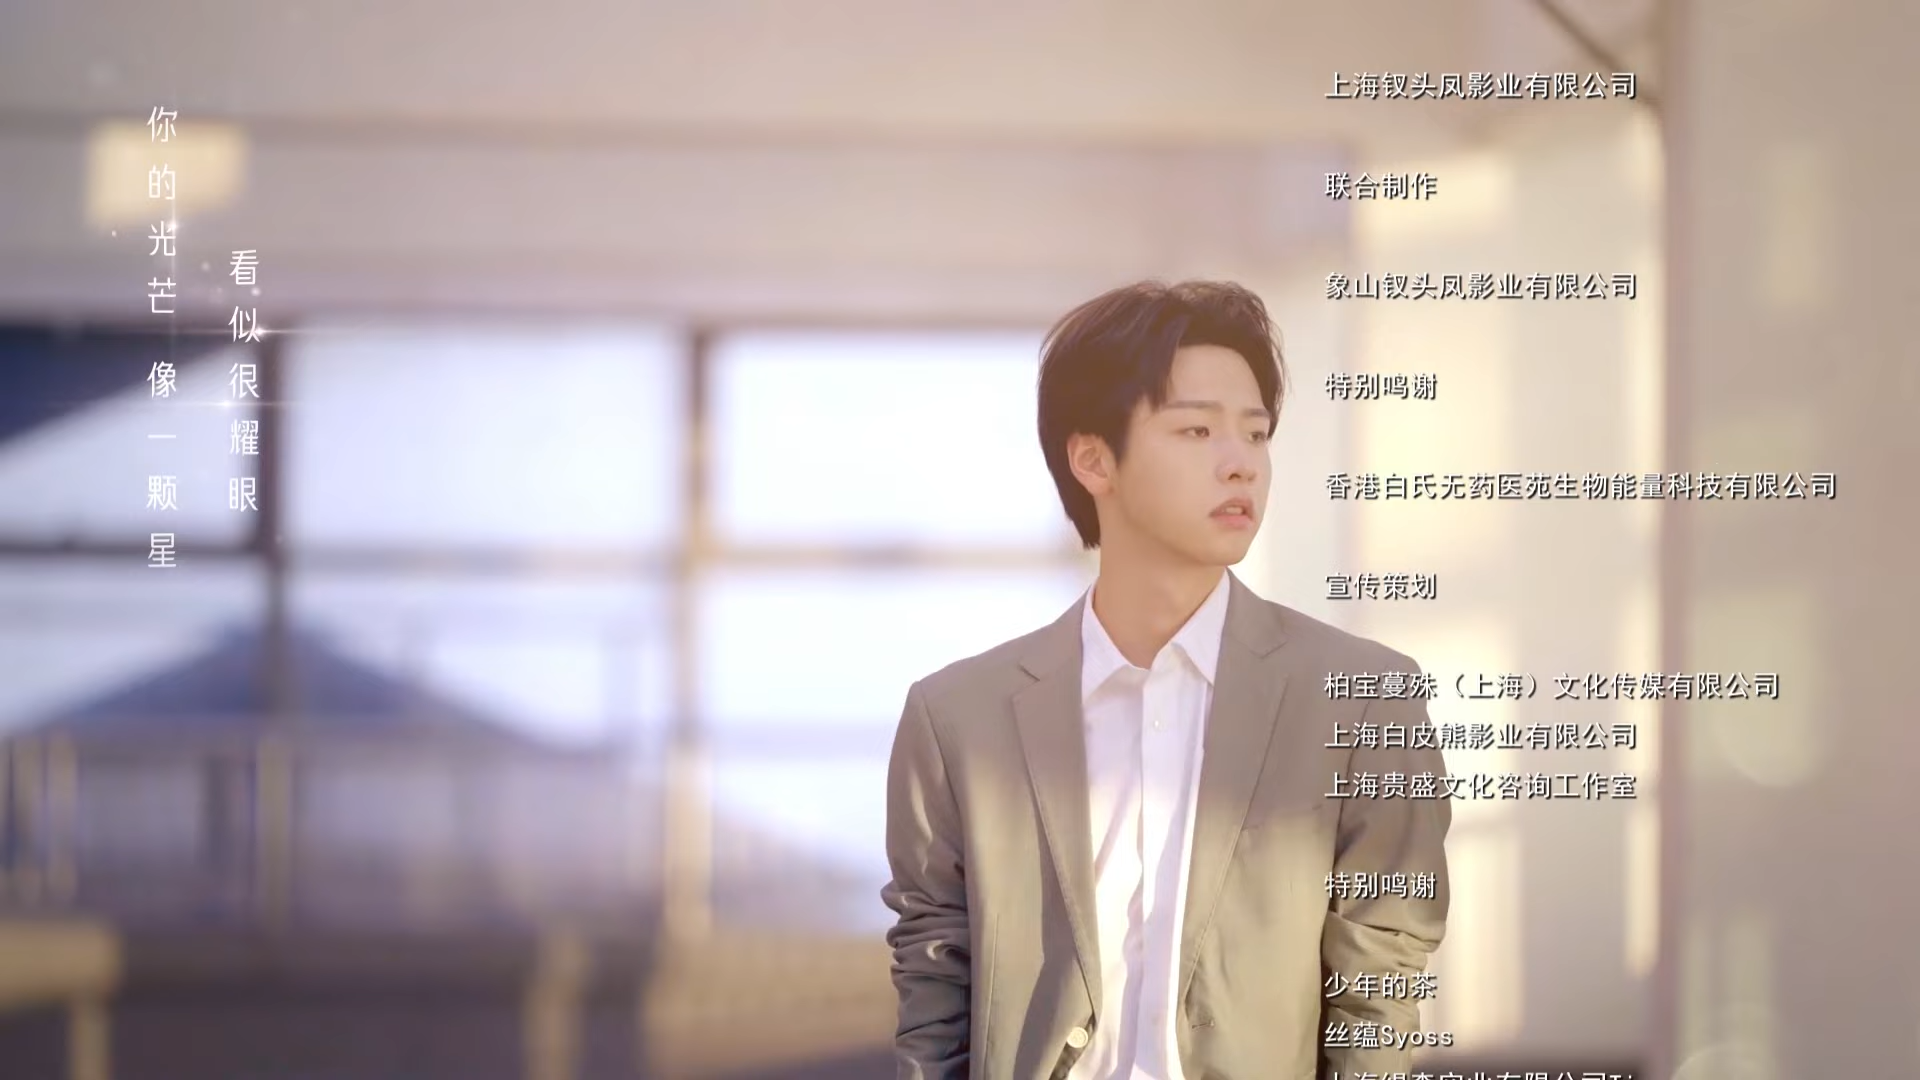 你的光芒 像一颗星
看似很耀眼
上海钗头凤影业有限公司
联合制作
象山钗头凤影业有限公司
特别鸣谢
香港白氏无药医苑生物能量科技有限公司
宣传策划
柏宝蔓殊（上海）文化传媒有限公司
上海白皮熊影业有限公司
上海贵盛文化咨询工作室
特别鸣谢
少年的茶
丝蕴Syoss